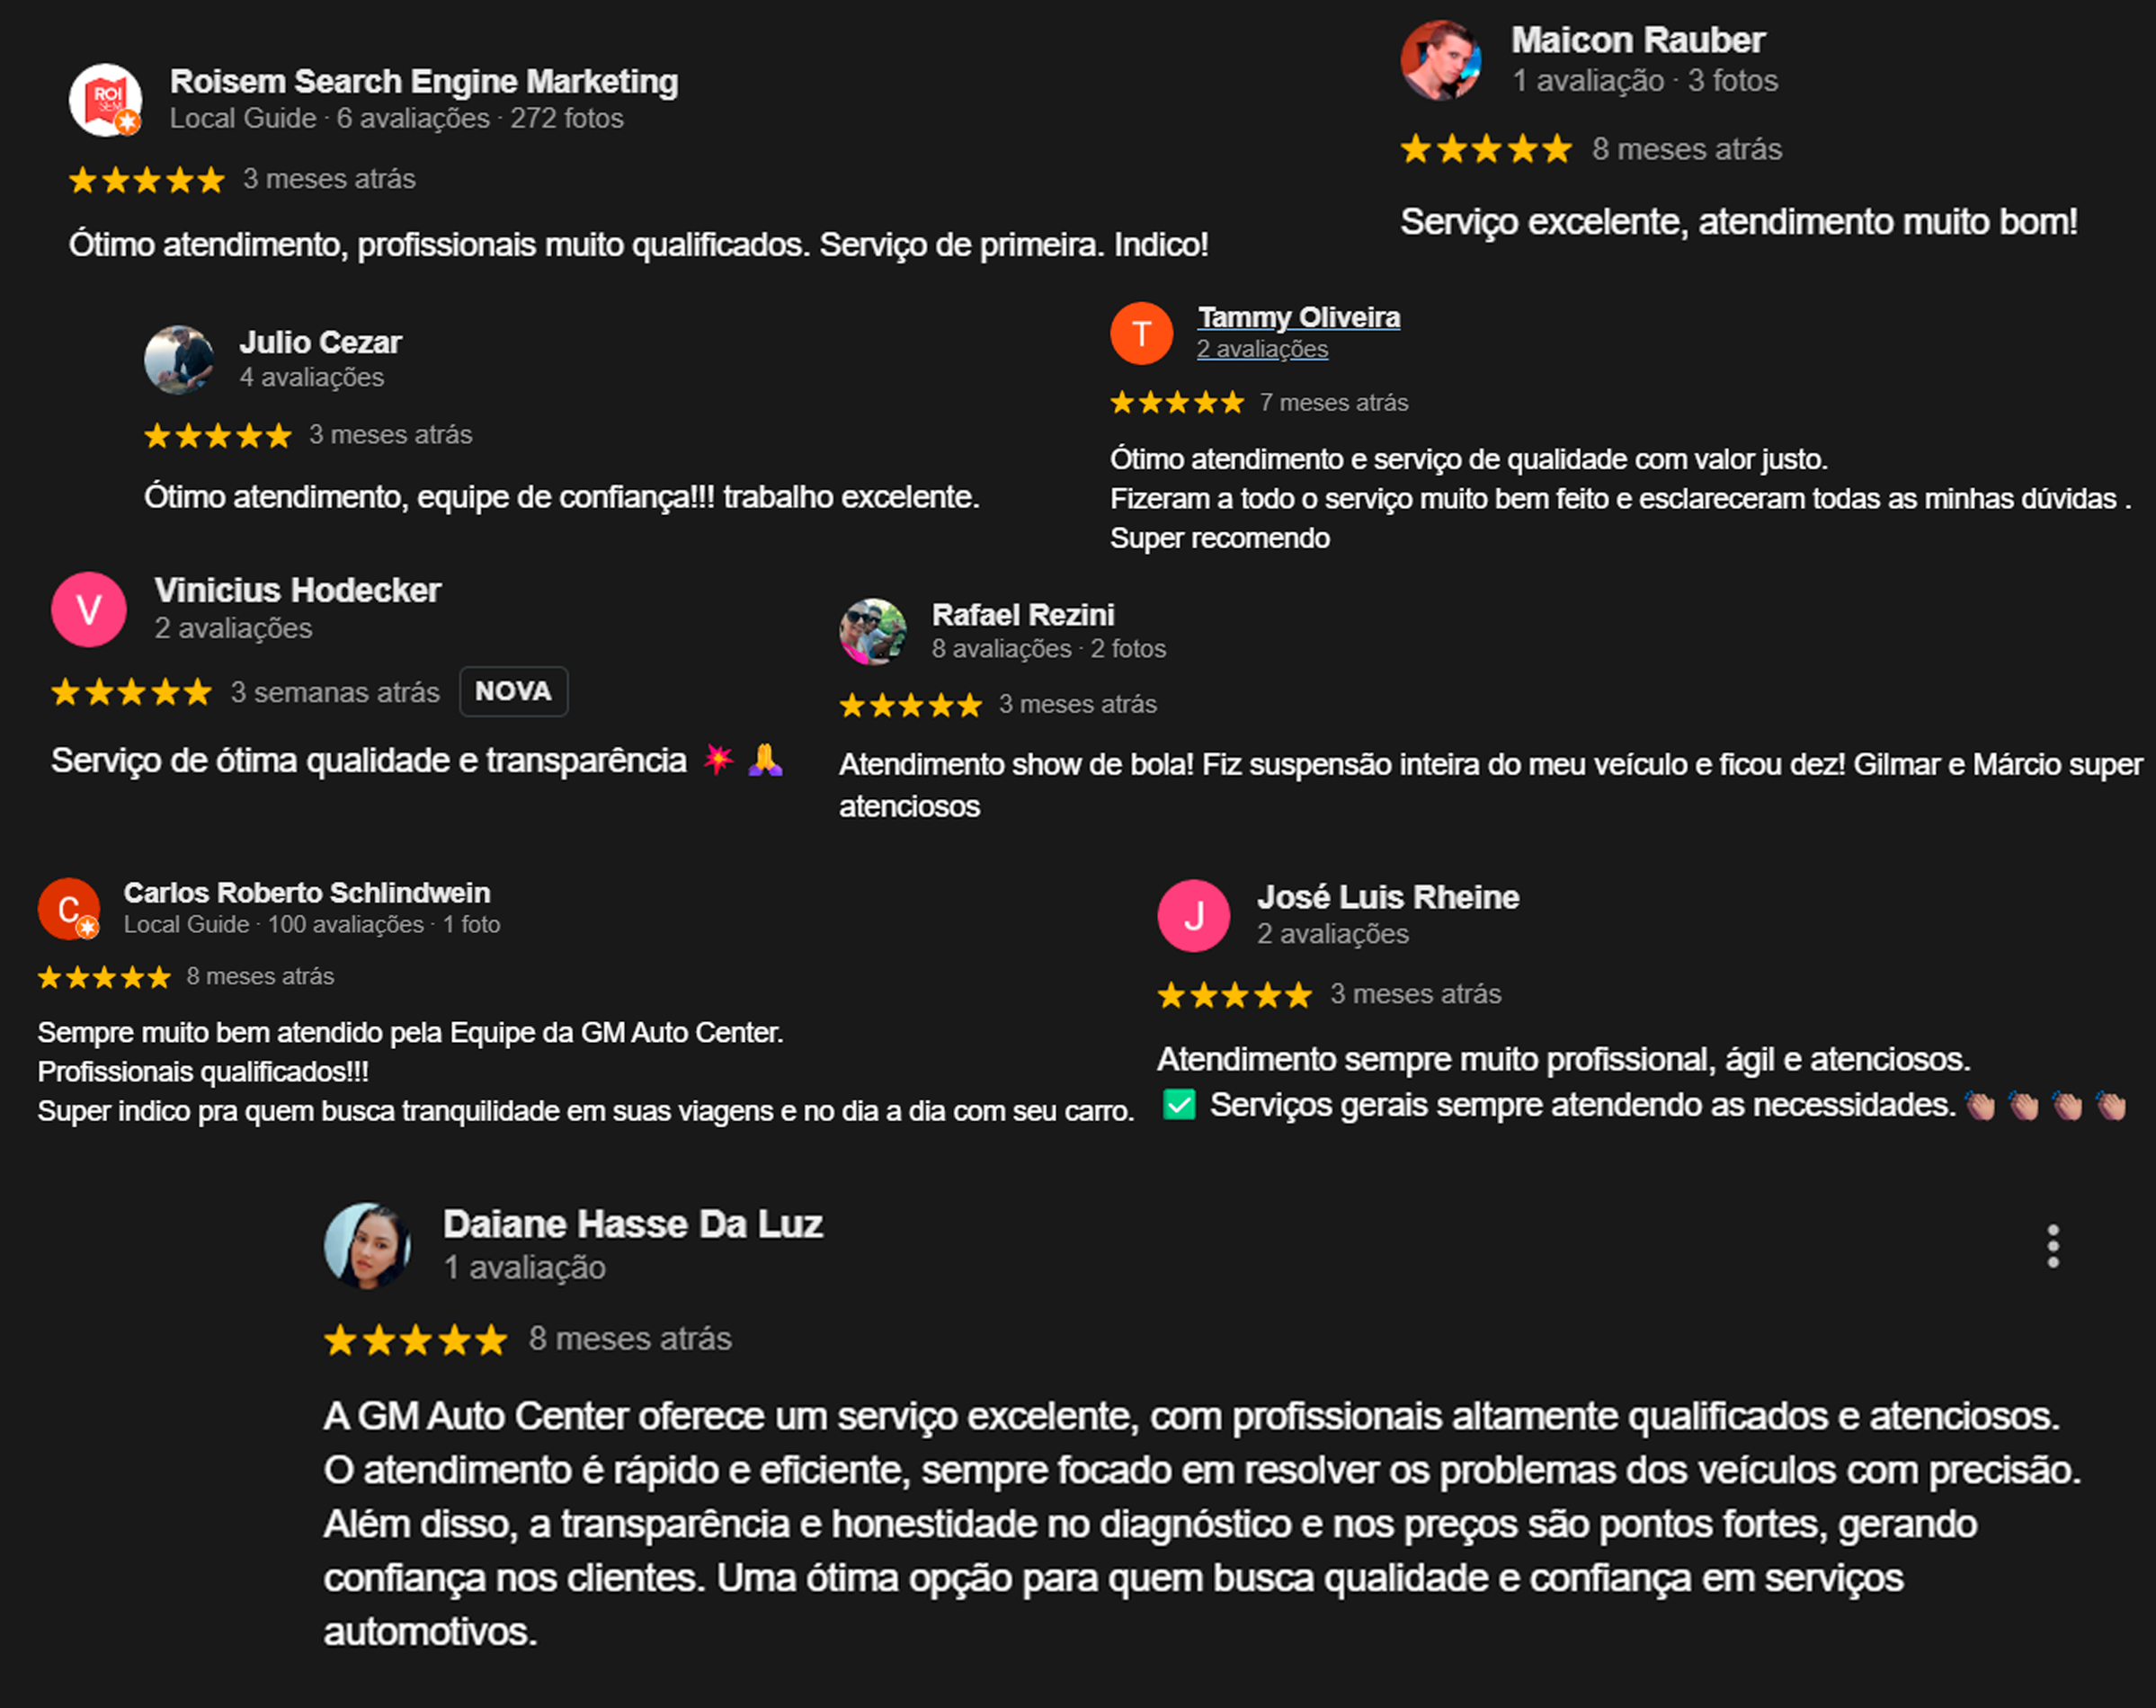 ROI
SEM
Roisem Search Engine Marketing
Local Guide · 6 avaliações · 272 fotos
3 meses atrás
Ótimo atendimento, profissionais muito qualificados. Serviço de primeira. Indico!
Maicon Rauber
1 avaliação · 3 fotos
8 meses atrás
Serviço excelente, atendimento muito bom!
Julio Cezar
4 avaliações
3 meses atrás
Ótimo atendimento, equipe de confiança!!! trabalho excelente.
T
Tammy Oliveira
2 avaliações
7 meses atrás
Ótimo atendimento e serviço de qualidade com valor justo.
Fizeram a todo o serviço muito bem feito e esclareceram todas as minhas dúvidas .
Super recomendo
V
Vinicius Hodecker
2 avaliações
3 semanas atrás NOVA
Serviço de ótima qualidade e transparência 💥 🙏
Rafael Rezini
8 avaliações · 2 fotos
3 meses atrás
Atendimento show de bola! Fiz suspensão inteira do meu veículo e ficou dez! Gilmar e Márcio super
atenciosos
C
Carlos Roberto Schlindwein
Local Guide · 100 avaliações · 1 foto
8 meses atrás
Sempre muito bem atendido pela Equipe da GM Auto Center.
Profissionais qualificados!!!
Super indico pra quem busca tranquilidade em suas viagens e no dia a dia com seu carro.
J
José Luis Rheine
2 avaliações
3 meses atrás
Atendimento sempre muito profissional, ágil e atenciosos.
✅ Serviços gerais sempre atendendo as necessidades. 👏🏼 👏🏼 👏🏼 👏🏼
Daiane Hasse Da Luz
1 avaliação
8 meses atrás
A GM Auto Center oferece um serviço excelente, com profissionais altamente qualificados e atenciosos.
O atendimento é rápido e eficiente, sempre focado em resolver os problemas dos veículos com precisão.
Além disso, a transparência e honestidade no diagnóstico e nos preços são pontos fortes, gerando
confiança nos clientes. Uma ótima opção para quem busca qualidade e confiança em serviços
automotivos.